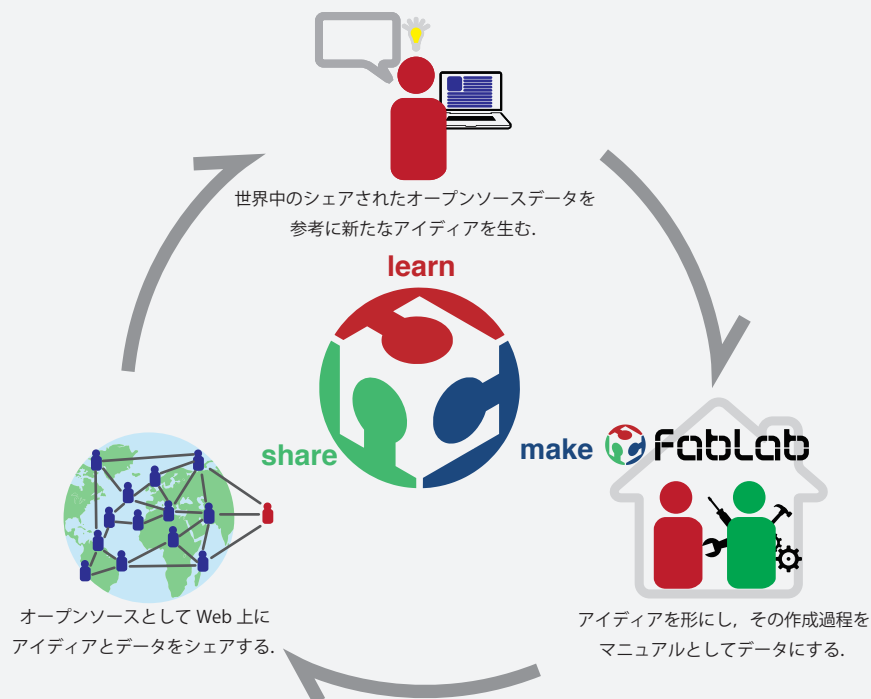 世界中のシェアされたオープンソースデータを
参考に新たなアイディアを生む.
learn
share
make
FabLab
オープンソースとして Web 上に
アイディアとデータをシェアする.
アイディアを形にし，その作成過程を
マニュアルとしてデータにする.